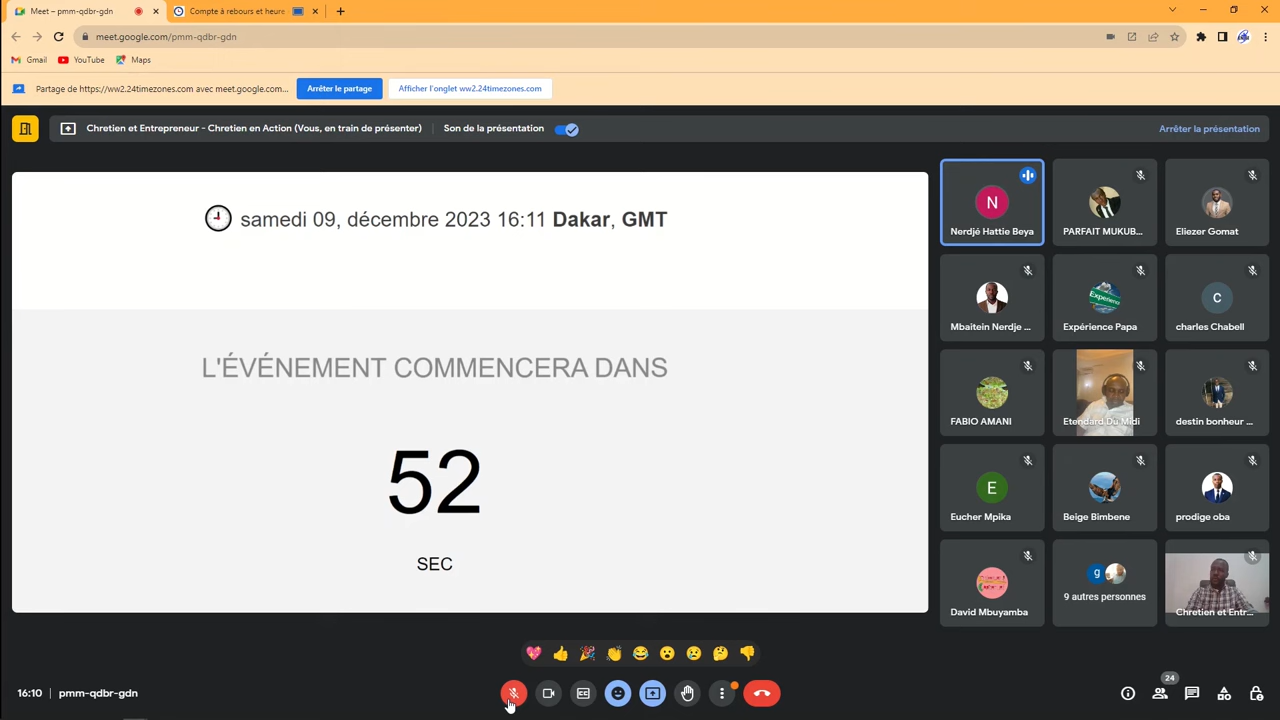 Meet – pmm-qdbr-gdn
Compte à rebours et heure
meet.google.com/pmm-qdbr-gdn
Gmail
YouTube
Maps
Partage de https://ww2.24timezones.com avec meet.google.com...
Arrêter le partage
Afficher l'onglet ww2.24timezones.com
Chretien et Entrepreneur - Chretien en Action (Vous, en train de présenter)
Son de la présentation
Arrêter la présentation
samedi 09, décembre 2023 16:11 Dakar, GMT
L'ÉVÉNEMENT COMMENCERA DANS
52
SEC
N
Nerdjé Hattie Beya
PARFAIT MUKUB...
Eliezer Gomat
Mbaitein Nerdje ...
Experienc
Expérience Papa
C
charles Chabell
FABIO AMANI
Etendard Du Midi
destin bonheur ...
E
Eucher Mpika
Beige Bimbene
prodige oba
David Mbuyamba
g
9 autres personnes
Chretien et Entr...
16:10 | pmm-qdbr-gdn
24